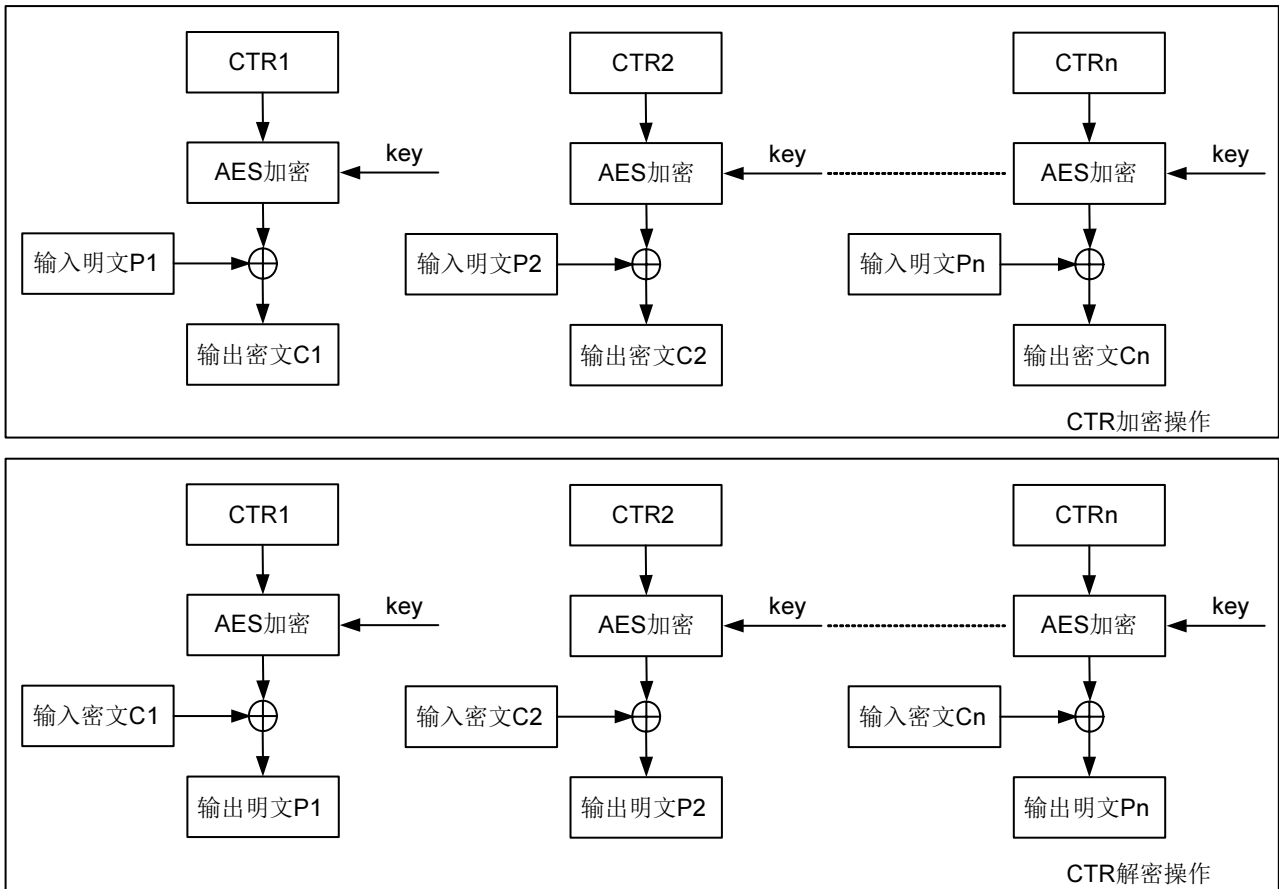 CTR1
CTR2
CTRn
AES加密
key
AES加密
key
AES加密
key
输入明文P1
输入明文P2
输入明文Pn
输出密文C1
输出密文C2
输出密文Cn
CTR加密操作
CTR1
CTR2
CTRn
AES加密
key
AES加密
key
AES加密
key
输入密文C1
输入密文C2
输入密文Cn
输出明文P1
输出明文P2
输出明文Pn
CTR解密操作